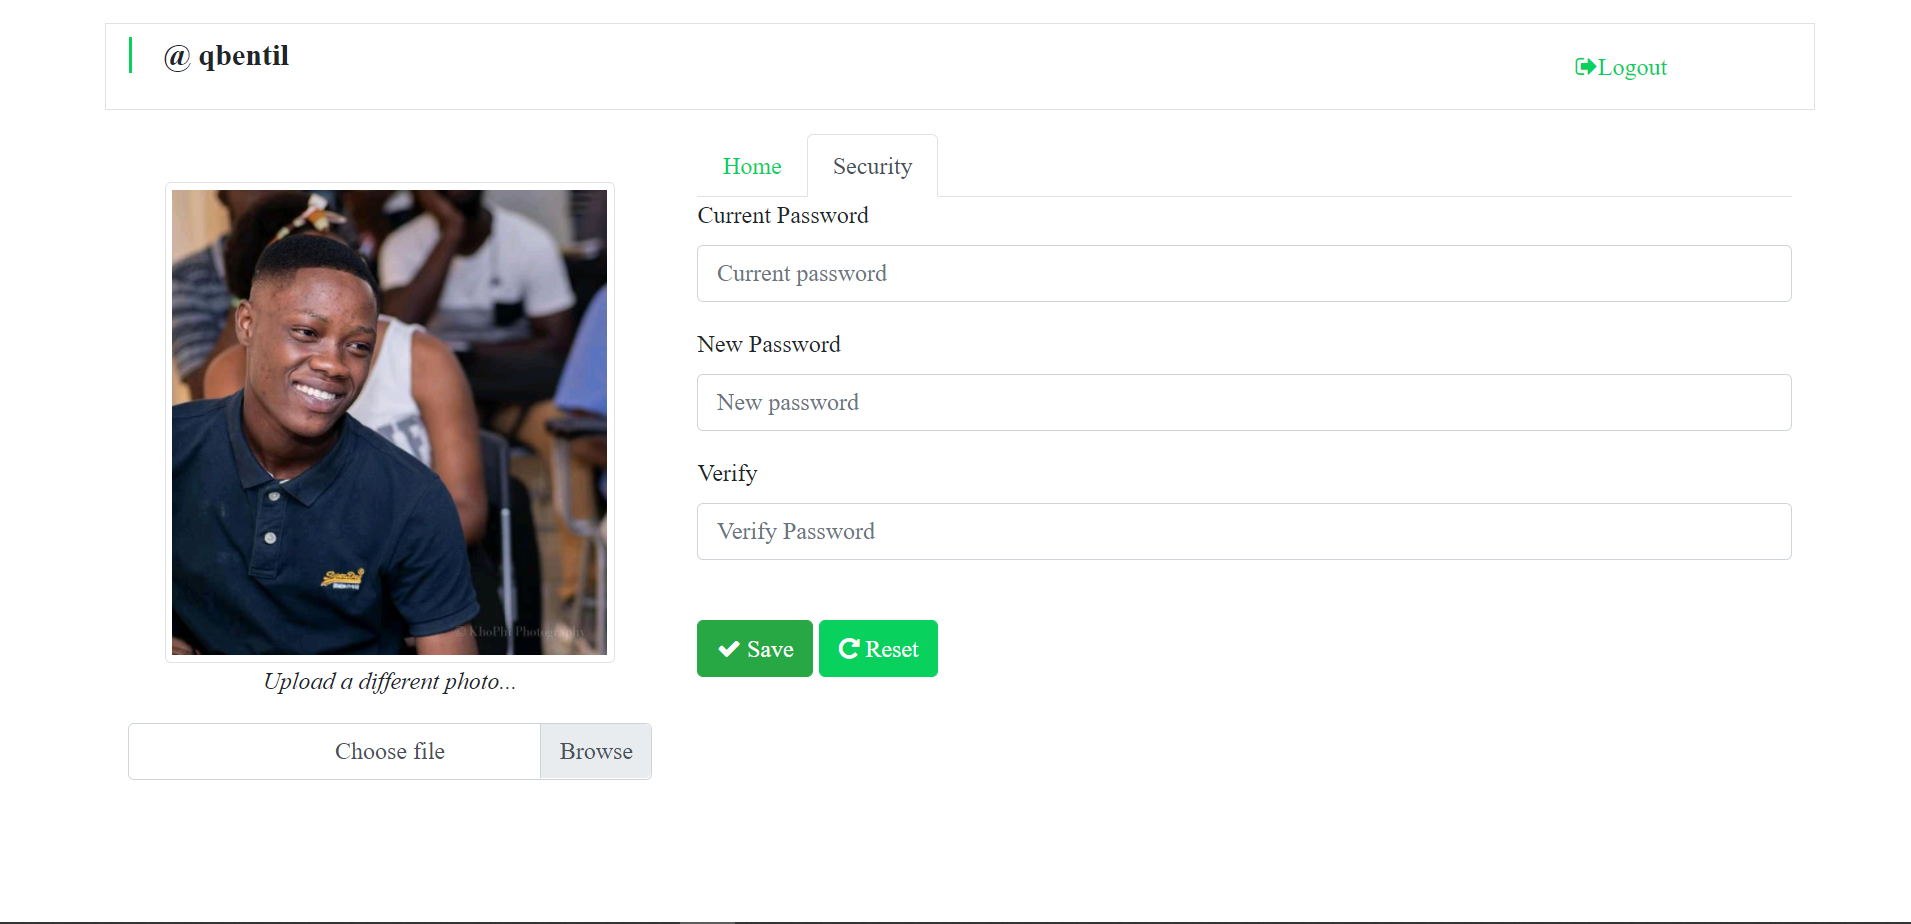 @ qbentil
Logout
Home
Security
Current Password
Current password
New Password
New password
Verify
Verify Password
Save
Reset
© KhoPhi Photography
Upload a different photo...
Choose file
Browse